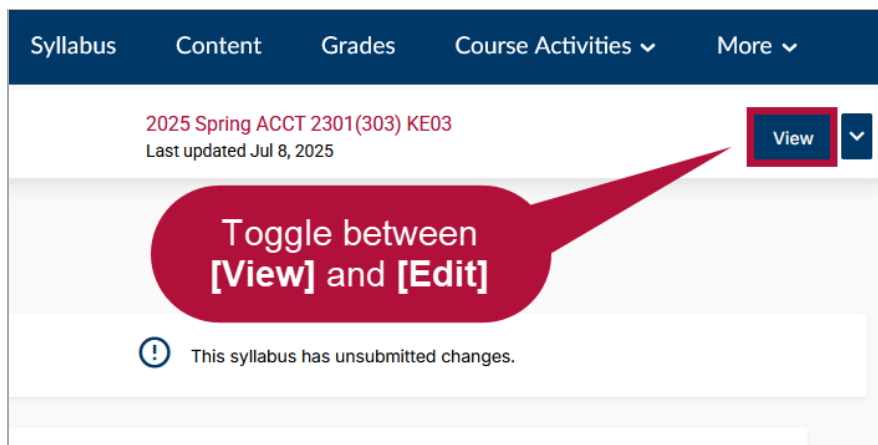 Syllabus Content Grades Course Activities More
2025 Spring ACCT 2301(303) KE03
Last updated Jul 8, 2025
View
Toggle between
[View] and [Edit]
This syllabus has unsubmitted changes.